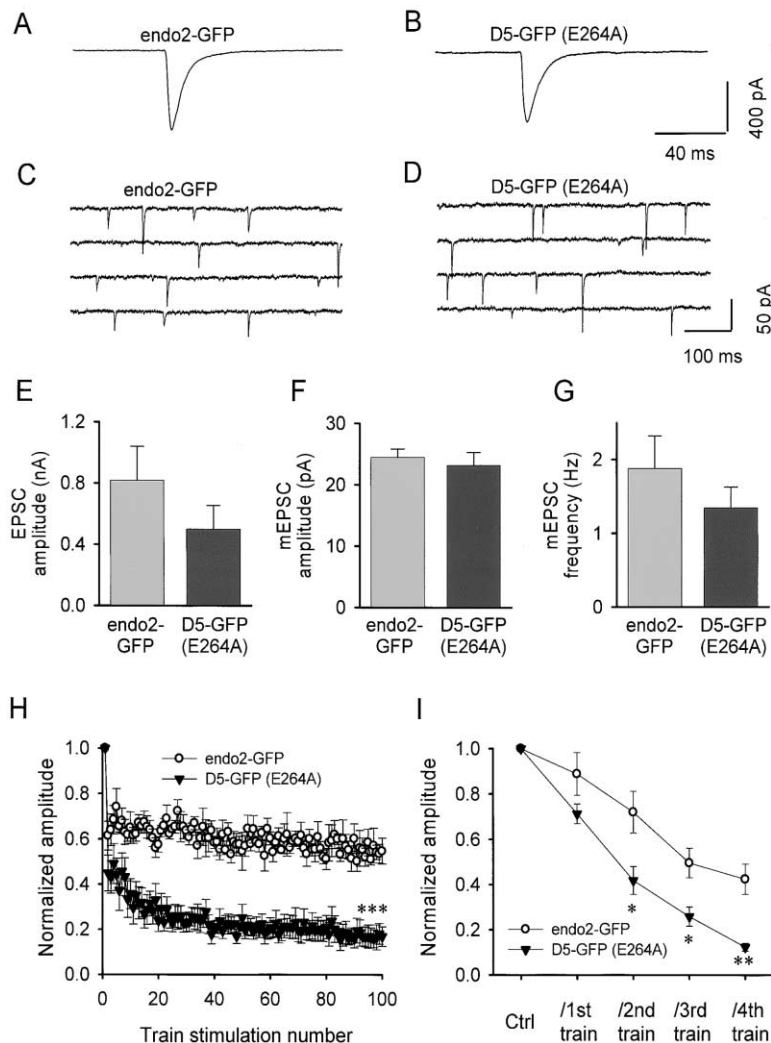 A
endo2-GFP
B
D5-GFP (E264A)
400 pA
40 ms
C
endo2-GFP
D
D5-GFP (E264A)
50 pA
100 ms
E
EPSC
amplitude (nA)
1.2
0.8
0.4
0.0
endo2-
GFP
D5-GFP
(E264A)
F
mEPSC
amplitude (pA)
30
20
10
0
endo2-
GFP
D5-GFP
(E264A)
G
mEPSC
frequency (Hz)
2
1
0
endo2-
GFP
D5-GFP
(E264A)
H
Normalized amplitude
1.0
0.8
0.6
0.4
0.2
0.0
endo2-GFP
D5-GFP (E264A)
***
0 20 40 60 80 100
Train stimulation number
I
Normalized amplitude
1.0
0.8
0.6
0.4
0.2
0.0
endo2-GFP
D5-GFP (E264A)
*
*
**
Ctrl
/1st
train
/2nd
train
/3rd
train
/4th
train